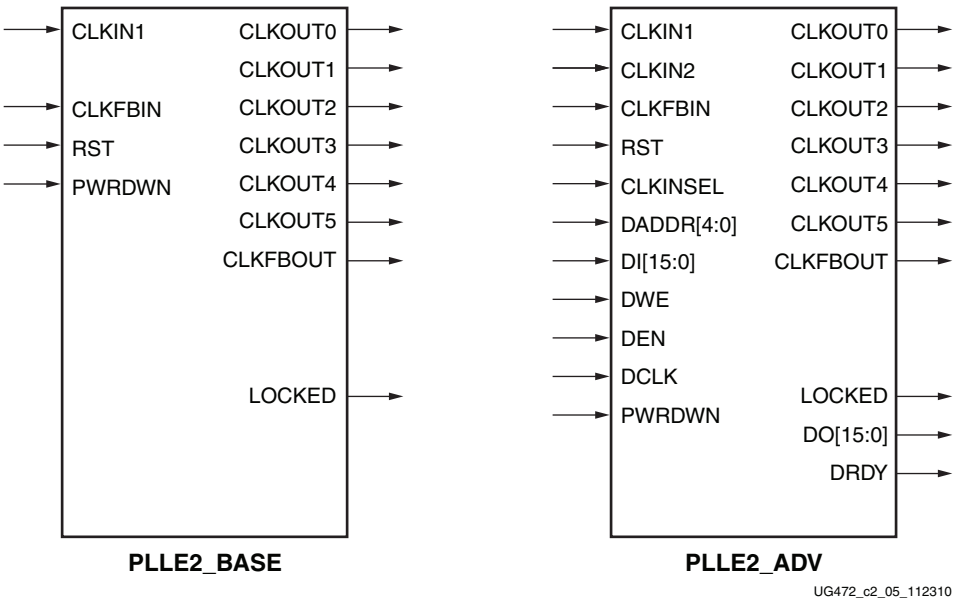 CLKIN1 CLKOUT0
CLKOUT1
CLKFBIN CLKOUT2
RST CLKOUT3
PWRDWN CLKOUT4
CLKOUT5
CLKFBOUT
LOCKED
PLLE2_BASE
CLKIN1 CLKOUT0
CLKIN2 CLKOUT1
CLKFBIN CLKOUT2
RST CLKOUT3
CLKINSEL CLKOUT4
DADDR[4:0] CLKOUT5
DI[15:0] CLKFBOUT
DWE
DEN
DCLK LOCKED
PWRDWN DO[15:0]
DRDY
PLLE2_ADV
UG472_c2_05_112310